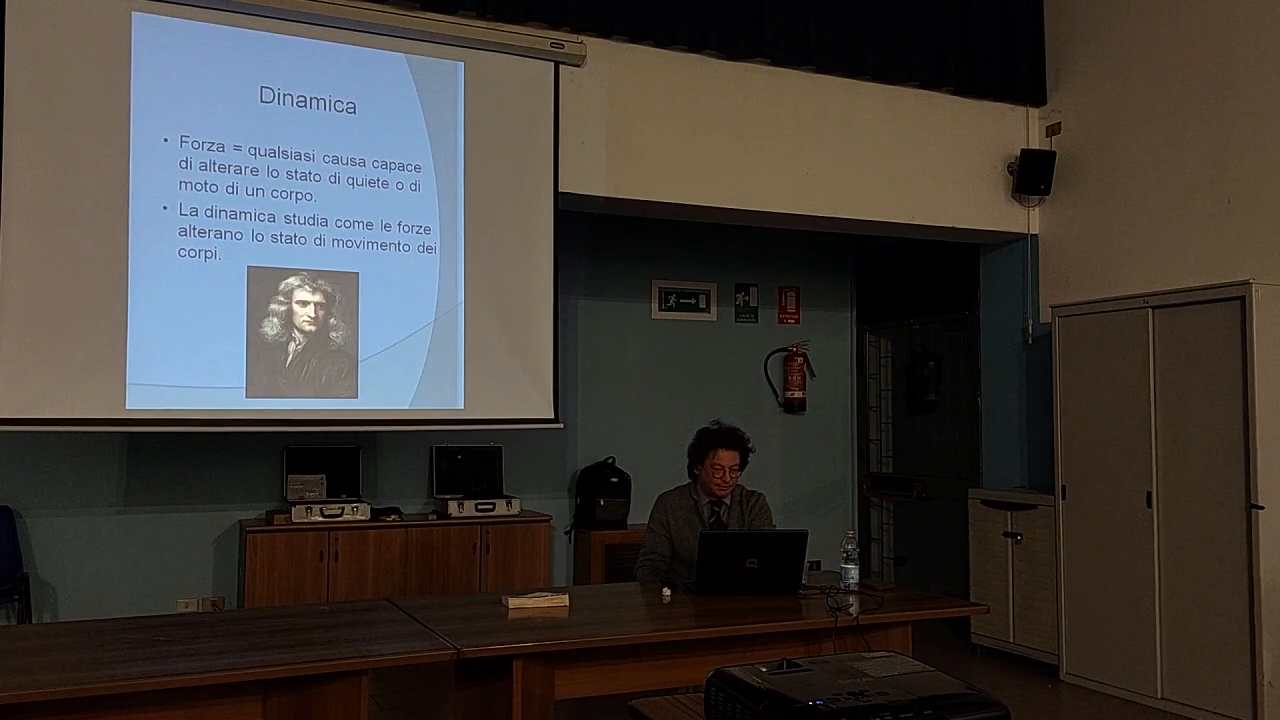 Dinamica
• Forza = qualsiasi causa capace
di alterare lo stato di quiete o di
moto di un corpo.
• La dinamica studia come le forze
alterano lo stato di movimento dei
corpi.